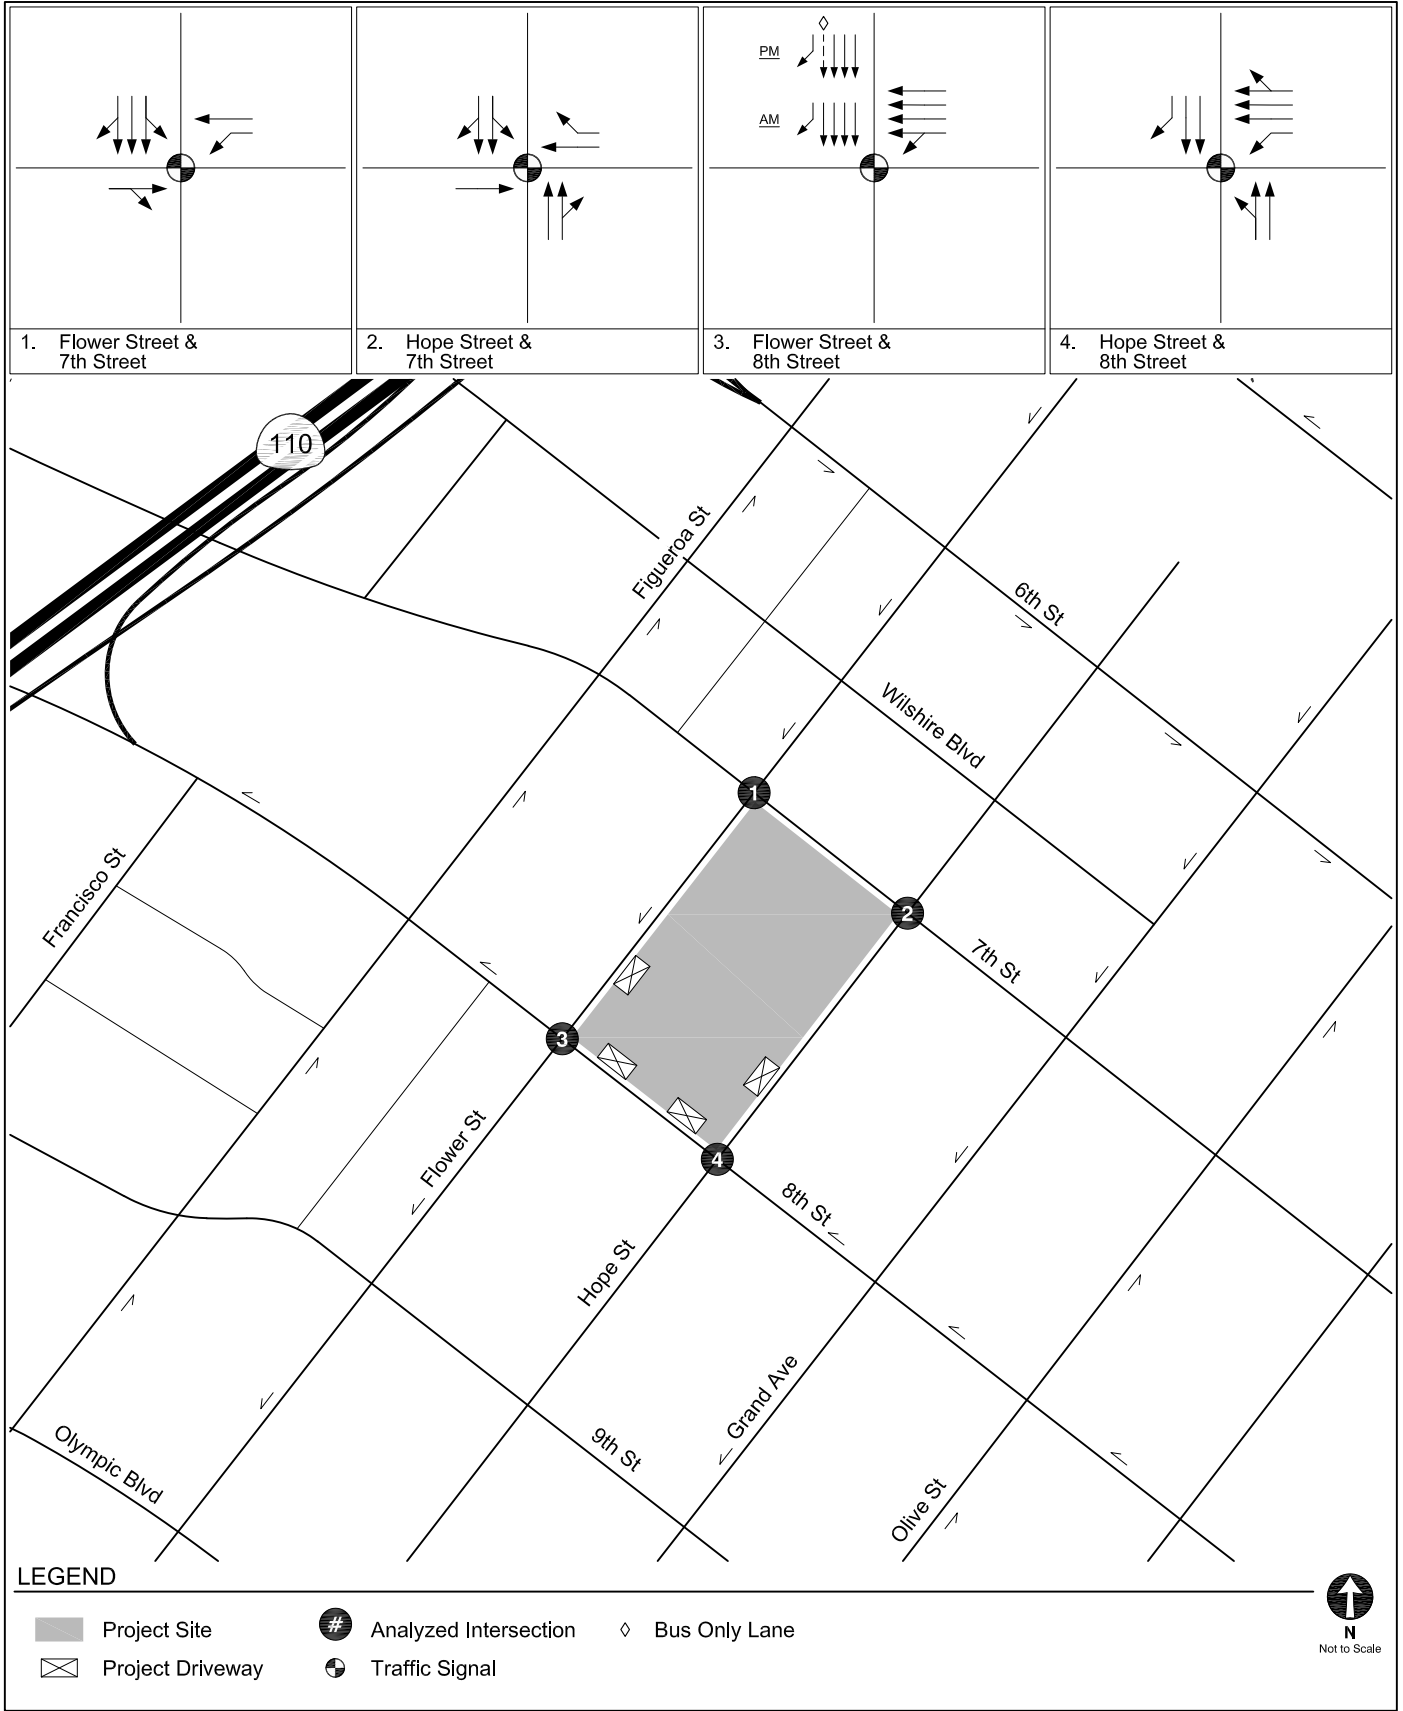 PM
AM
1. Flower Street &
7th Street
2. Hope Street &
7th Street
3. Flower Street &
8th Street
4. Hope Street &
8th Street
110
Figueroa St
6th St
Wilshire Blvd
1
Francisco St
2
7th St
3
Flower St
4
8th St
Hope St
Grand Ave
Olympic Blvd
9th St
Olive St
LEGEND
Project Site
# Analyzed Intersection
Bus Only Lane
Project Driveway
Traffic Signal
N
Not to Scale